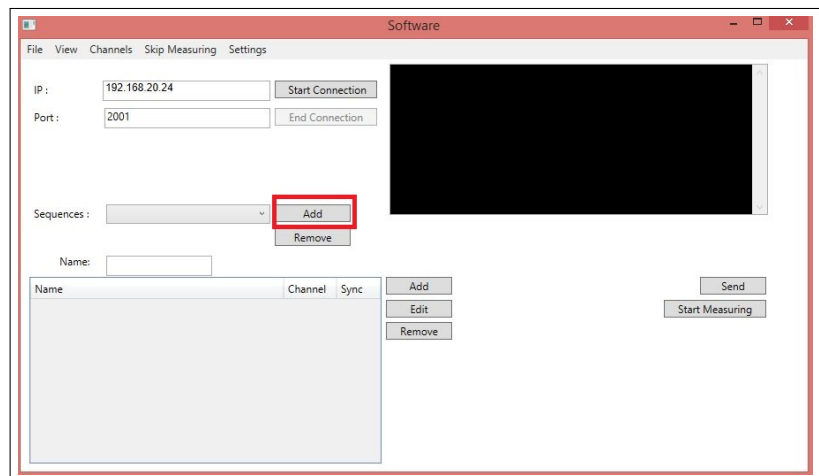 Software
File View Channels Skip Measuring Settings
IP : 192.168.20.24 Start Connection
Port : 2001 End Connection
Sequences : Add
Remove
Name:
Name Channel Sync Add Send
Edit Start Measuring
Remove